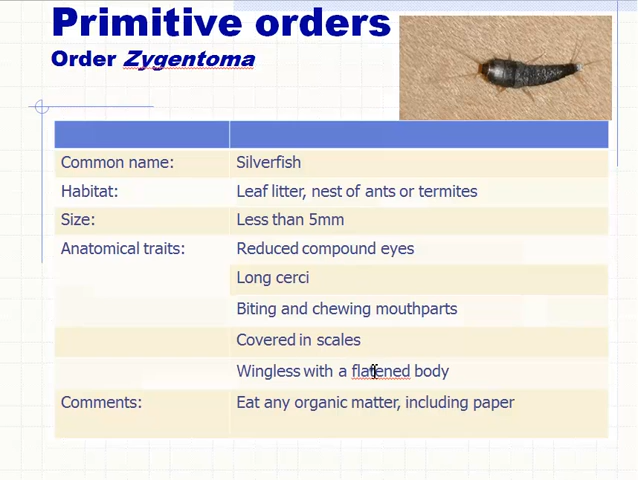 Primitive orders
Order Zygentoma
Common name: Silverfish
Habitat: Leaf litter, nest of ants or termites
Size: Less than 5mm
Anatomical traits: Reduced compound eyes
Long cerci
Biting and chewing mouthparts
Covered in scales
Wingless with a flatened body
Comments: Eat any organic matter, including paper